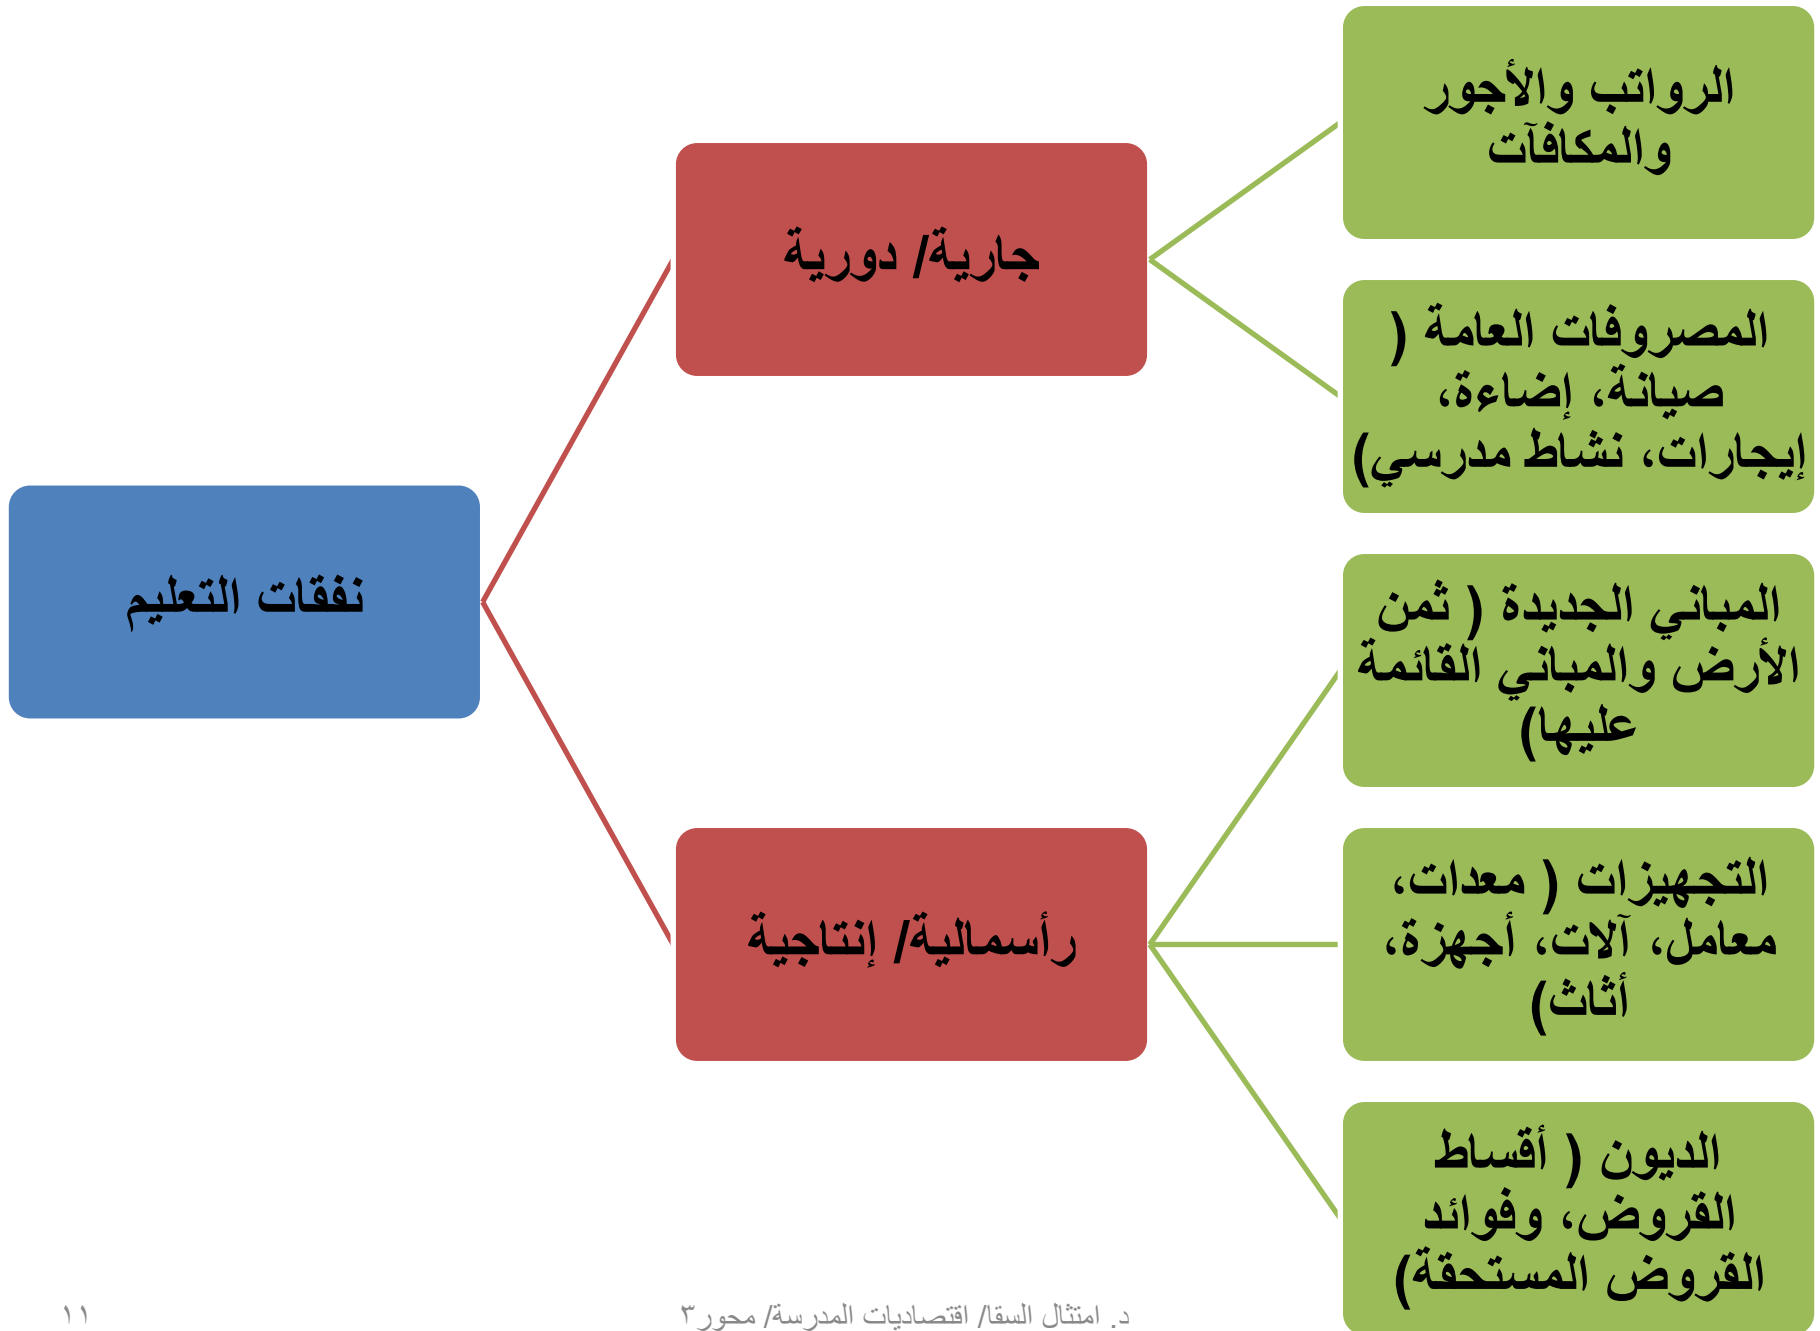 نفقات التعليم
جارية/ دورية
الرواتب والأجور
والمكافآت
المصروفات العامة (
صيانة، إضاءة،
إيجارات، نشاط مدرسي)
رأسمالية/ إنتاجية
المباني الجديدة ( ثمن
الأرض والمباني القائمة
عليها)
التجهيزات ( معدات،
معامل، آلات، أجهزة،
أثاث)
الديون ( أقساط
القروض، وفوائد
القروض المستحقة)
د. امتثال السقا/ اقتصاديات المدرسة/ محور٣
١١